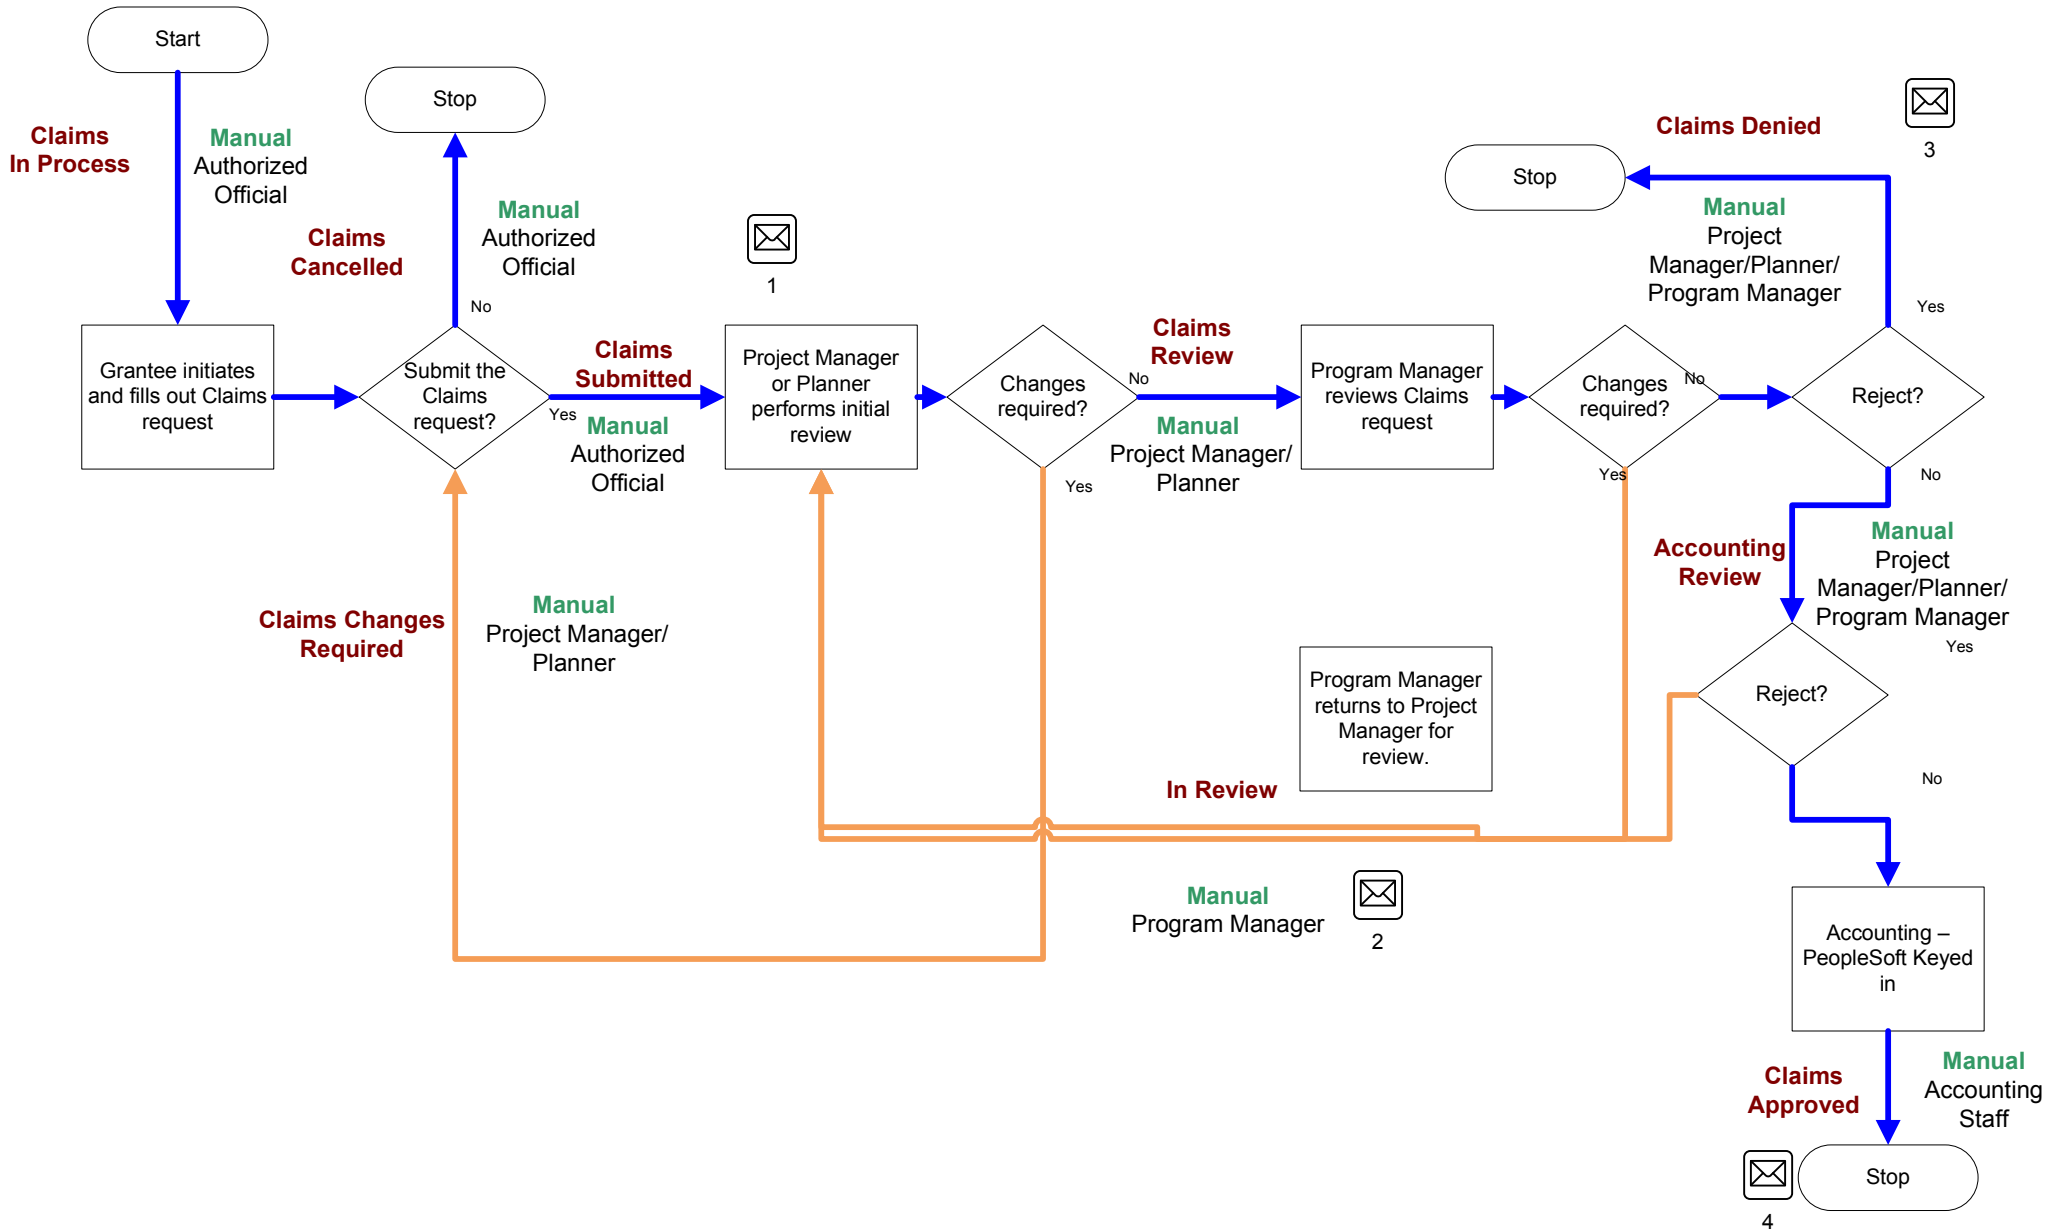 Start
Claims
In Process
Manual
Authorized
Official
Stop
Claims
Cancelled
Manual
Authorized
Official
No
1
Claims Denied
3
Stop
Manual
Project
Manager/Planner/
Program Manager
Yes
Grantee initiates
and fills out Claims
request
Submit the
Claims
request?
Claims
Submitted
Yes
Manual
Authorized
Official
Project Manager
or Planner
performs initial
review
Changes
required?
No
Yes
Claims
Review
Manual
Project Manager/
Planner
Program Manager
reviews Claims
request
Changes
required?
No
Yes
Reject?
No
Accounting
Review
Manual
Project
Manager/Planner/
Program Manager
Yes
Claims Changes
Required
Manual
Project Manager/
Planner
Program Manager
returns to Project
Manager for
review.
Reject?
No
In Review
Manual
Program Manager
2
Accounting –
PeopleSoft Keyed
in
Claims
Approved
Manual
Accounting
Staff
Stop
4